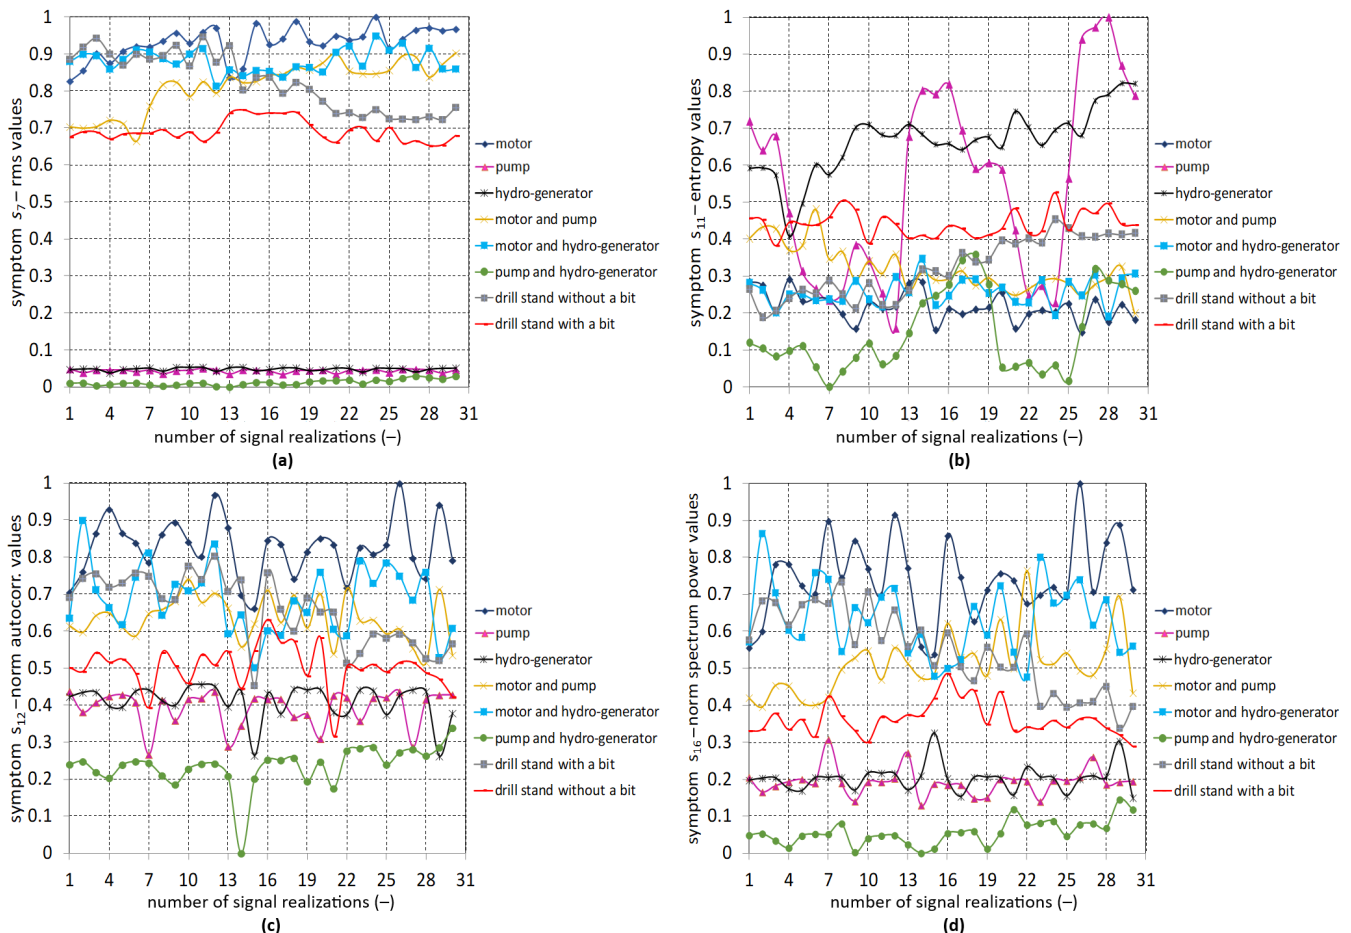 symptom s7 – rms values
1
0.9
0.8
0.7
0.6
0.5
0.4
0.3
0.2
0.1
0
1 4 7 10 13 16 19 22 25 28 31
number of signal realizations (–)
(a)
motor
pump
hydro-generator
motor and pump
motor and hydro-generator
pump and hydro-generator
drill stand without a bit
drill stand with a bit
symptom s11 – entropy values
1
0.9
0.8
0.7
0.6
0.5
0.4
0.3
0.2
0.1
0
1 4 7 10 13 16 19 22 25 28 31
number of signal realizations (–)
(b)
motor
pump
hydro-generator
motor and pump
motor and hydro-generator
pump and hydro-generator
drill stand without a bit
drill stand with a bit
symptom s12 – norm autocorr. values
1
0.9
0.8
0.7
0.6
0.5
0.4
0.3
0.2
0.1
0
1 4 7 10 13 16 19 22 25 28 31
number of signal realizations (–)
(c)
motor
pump
hydro-generator
motor and pump
motor and hydro-generator
pump and hydro-generator
drill stand with a bit
drill stand without a bit
symptom s16 – norm spectrum power values
1
0.9
0.8
0.7
0.6
0.5
0.4
0.3
0.2
0.1
0
1 4 7 10 13 16 19 22 25 28 31
number of signal realizations (–)
(d)
motor
pump
hydro-generator
motor and pump
motor and hydro-generator
pump and hydro-generator
drill stand without a bit
drill stand with a bit